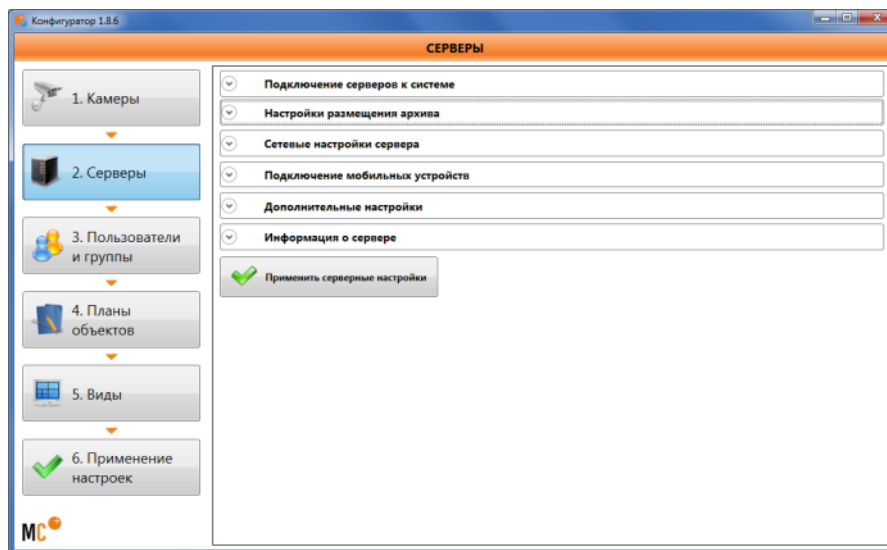 Конфигуратор 1.8.6
СЕРВЕРЫ
1. Камеры
2. Серверы
3. Пользователи
и группы
4. Планы
объектов
5. Виды
6. Применение
настроек
MC
Подключение серверов к системе
Настройки размещения архива
Сетевые настройки сервера
Подключение мобильных устройств
Дополнительные настройки
Информация о сервере
Применить серверные настройки